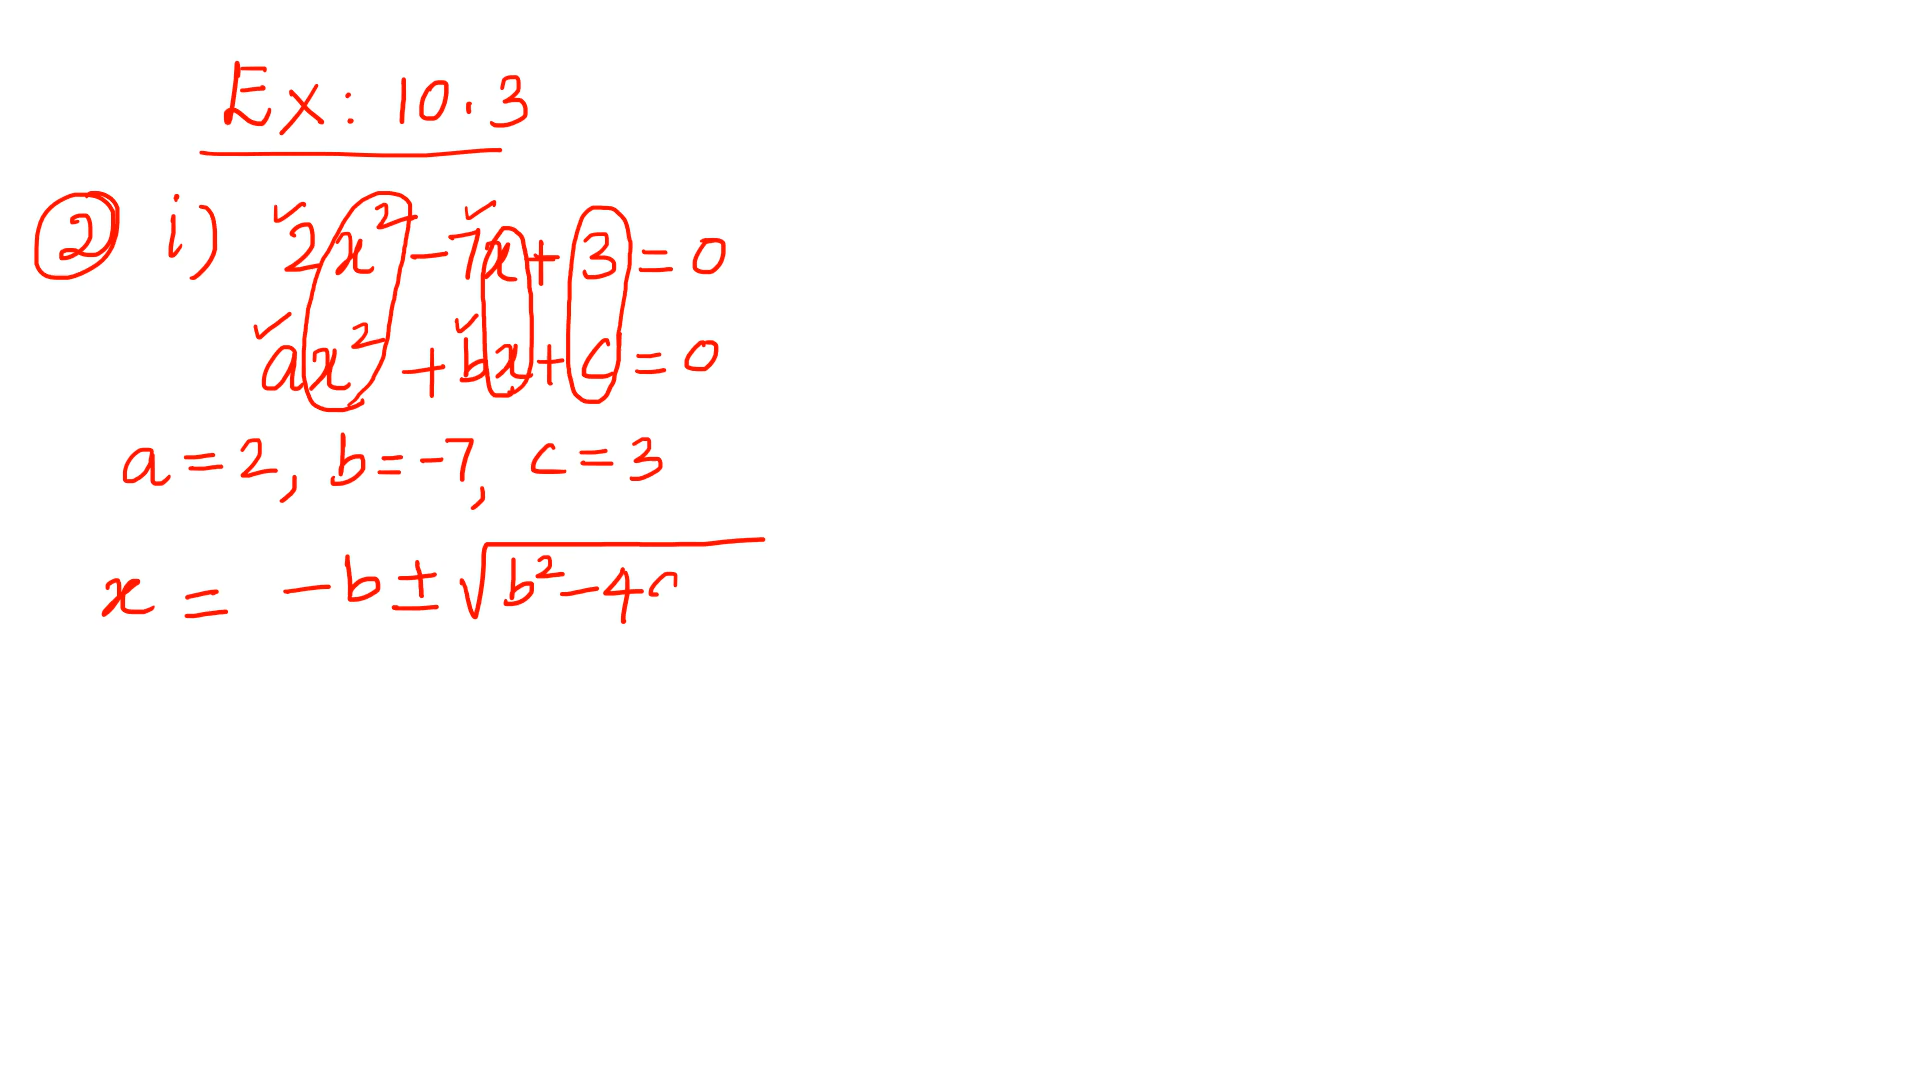 Ex: 10.3
② i) 2x² - 7x + 3 = 0
ax² + bx + c = 0
a = 2, b = -7, c = 3
x = -b ± √b² - 4